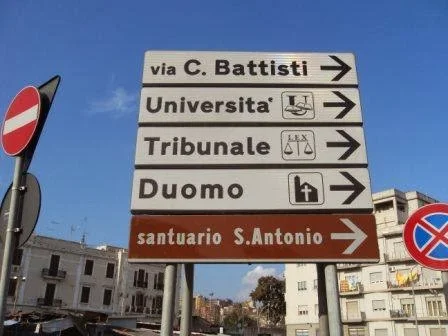 via C. Battisti
Universita'
Tribunale LEX
Duomo
santuario S.Antonio